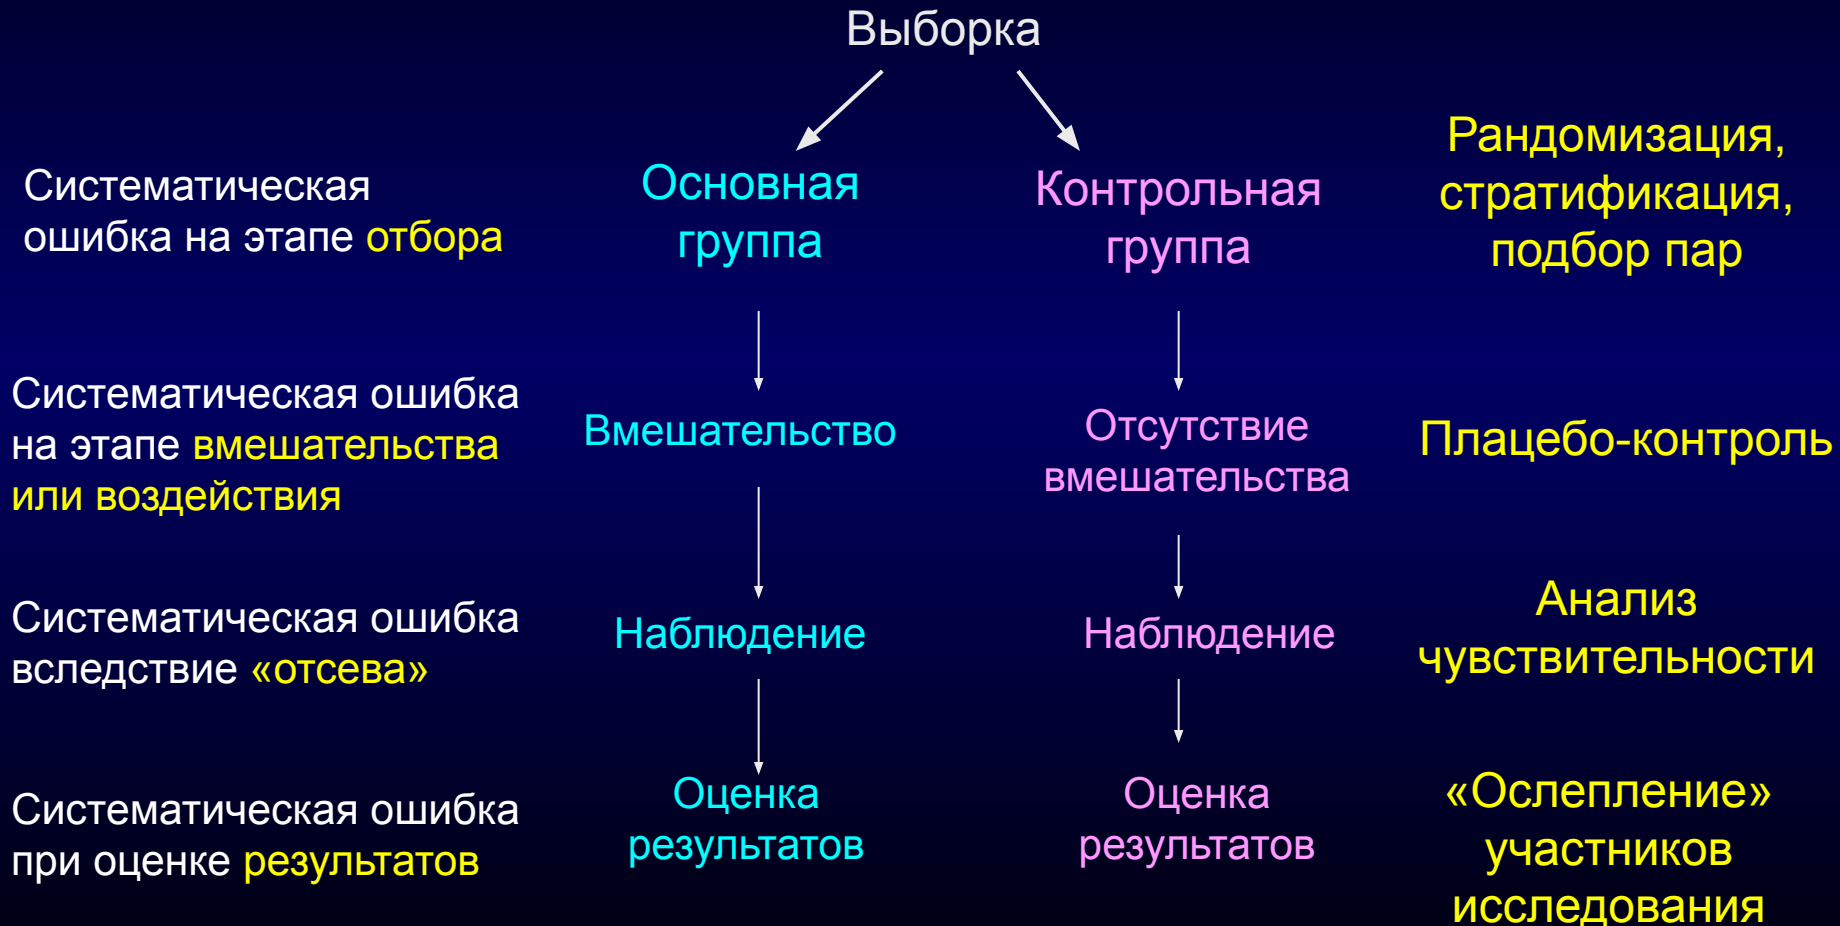 Выборка
Систематическая
ошибка на этапе отбора
Основная
группа
Контрольная
группа
Рандомизация,
стратификация,
подбор пар
Систематическая ошибка
на этапе вмешательства
или воздействия
Вмешательство
Отсутствие
вмешательства
Плацебо-контроль
Систематическая ошибка
вследствие «отсева»
Наблюдение
Наблюдение
Анализ
чувствительности
Систематическая ошибка
при оценке результатов
Оценка
результатов
Оценка
результатов
«Ослепление»
участников
исследования